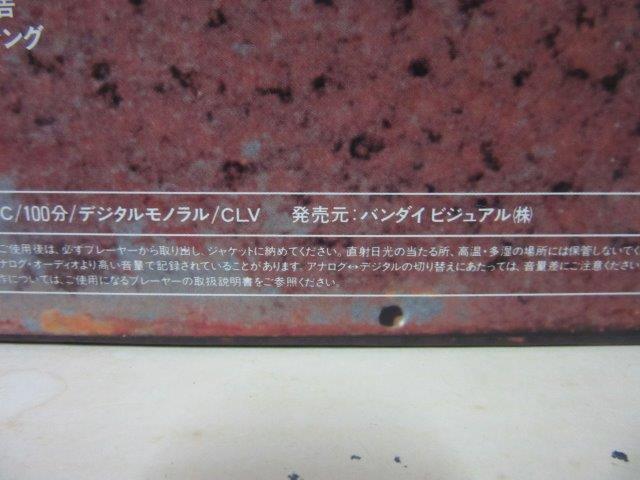 告
ィング
C/100分/デジタルモノラル/CLV 発売元:バンダイビジュアル㈱
ご使用後は、必ずプレーヤーから取り出し、ジャケットに納めてください。直射日光の当たる所、高温・多湿の場所には保管しないでく
ナログ・オーディオより高い音量で記録されていることがあります。アナログ↔デジタルの切り替えにあたっては、音量差にご注意ください
作については、ご使用になるプレーヤーの取扱説明書をご参照ください。